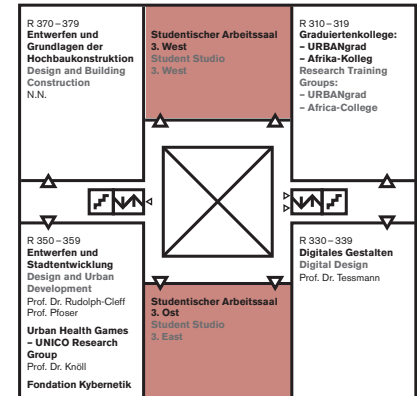 R 370–379
Entwerfen und
Grundlagen der
Hochbaukonstruktion
Design and Building
Construction
N.N.
Studentischer Arbeitssaal
3. West
Student Studio
3. West
R 310–319
Graduiertenkollege:
– URBANgrad
– Afrika-Kolleg
Research Training
Groups:
– URBANgrad
– Africa-College
R 350–359
Entwerfen und
Stadtentwicklung
Design and Urban
Development
Prof. Dr. Rudolph-Cleff
Prof. Pfoser
Urban Health Games
– UNICO Research
Group
Prof. Dr. Knöll
Fondation Kybernetik
Studentischer Arbeitssaal
3. Ost
Student Studio
3. East
R 330–339
Digitales Gestalten
Digital Design
Prof. Dr. Tessmann